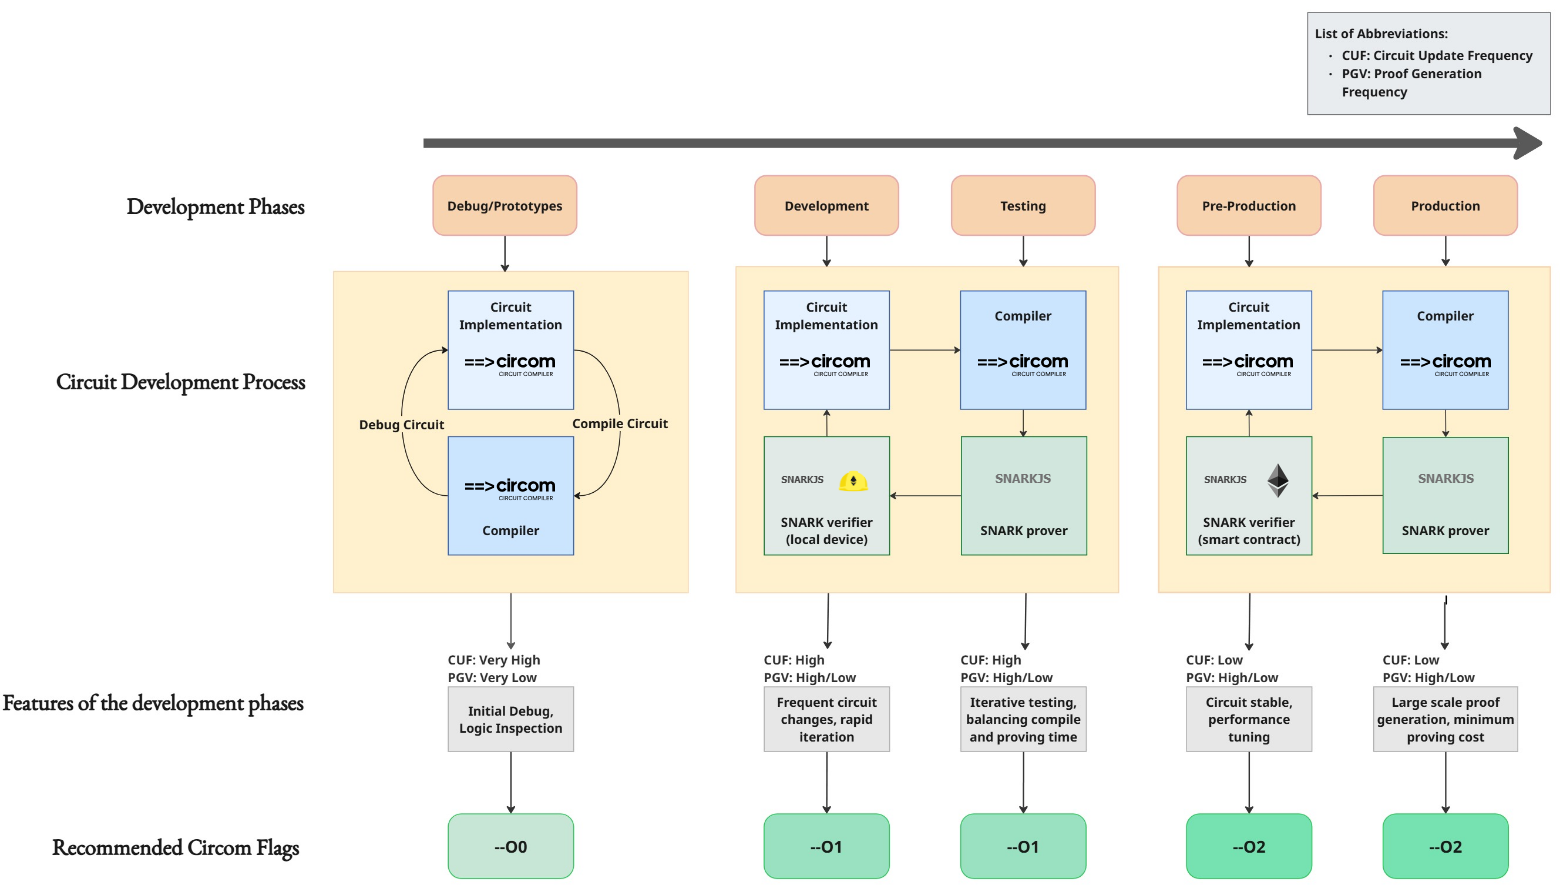 List of Abbreviations:
· CUF: Circuit Update Frequency
· PGV: Proof Generation
Frequency
Development Phases
Debug/Prototypes
Development
Testing
Pre-Production
Production
Circuit Development Process
Circuit
Implementation
==>circom
CIRCUIT COMPILER
Debug Circuit
Compile Circuit
==>circom
CIRCUIT COMPILER
Compiler
Circuit
Implementation
==>circom
CIRCUIT COMPILER
Compiler
==>circom
CIRCUIT COMPILER
SNARKJS
SNARK verifier
(local device)
SNARKJS
SNARK prover
Circuit
Implementation
==>circom
CIRCUIT COMPILER
Compiler
==>circom
CIRCUIT COMPILER
SNARKJS
SNARK verifier
(smart contract)
SNARKJS
SNARK prover
Features of the development phases
CUF: Very High
PGV: Very Low
Initial Debug,
Logic Inspection
CUF: High
PGV: High/Low
Frequent circuit
changes, rapid
iteration
CUF: High
PGV: High/Low
Iterative testing,
balancing compile
and proving time
CUF: Low
PGV: High/Low
Circuit stable,
performance
tuning
CUF: Low
PGV: High/Low
Large scale proof
generation, minimum
proving cost
Recommended Circom Flags
--O0
--O1
--O1
--O2
--O2